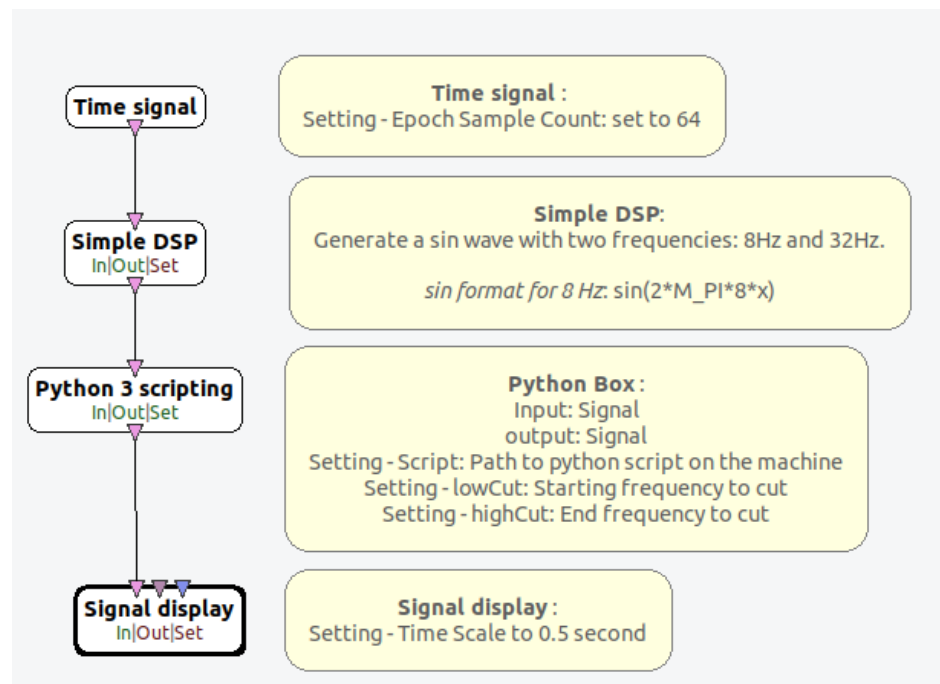 Time signal
Time signal :
Setting - Epoch Sample Count: set to 64
Simple DSP
In|Out|Set
Simple DSP:
Generate a sin wave with two frequencies: 8Hz and 32Hz.
sin format for 8 Hz: sin(2*M_PI*8*x)
Python 3 scripting
In|Out|Set
Python Box :
Input: Signal
output: Signal
Setting - Script: Path to python script on the machine
Setting - lowCut: Starting frequency to cut
Setting - highCut: End frequency to cut
Signal display
In|Out|Set
Signal display :
Setting - Time Scale to 0.5 second